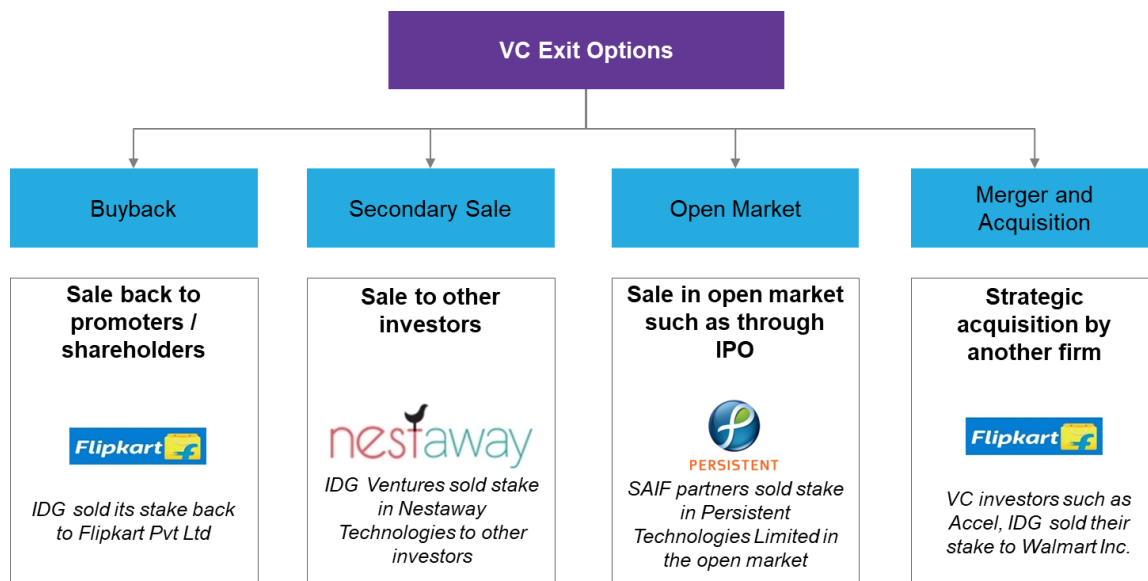 VC Exit Options
Buyback
Secondary Sale
Open Market
Merger and
Acquisition
Sale back to
promoters /
shareholders
Flipkart
IDG sold its stake back
to Flipkart Pvt Ltd
Sale to other
investors
nestaway
IDG Ventures sold stake
in Nestaway
Technologies to other
investors
Sale in open market
such as through
IPO
PERSISTENT
SAIF partners sold stake
in Persistent
Technologies Limited in
the open market
Strategic
acquisition by
another firm
Flipkart
VC investors such as
Accel, IDG sold their
stake to Walmart Inc.